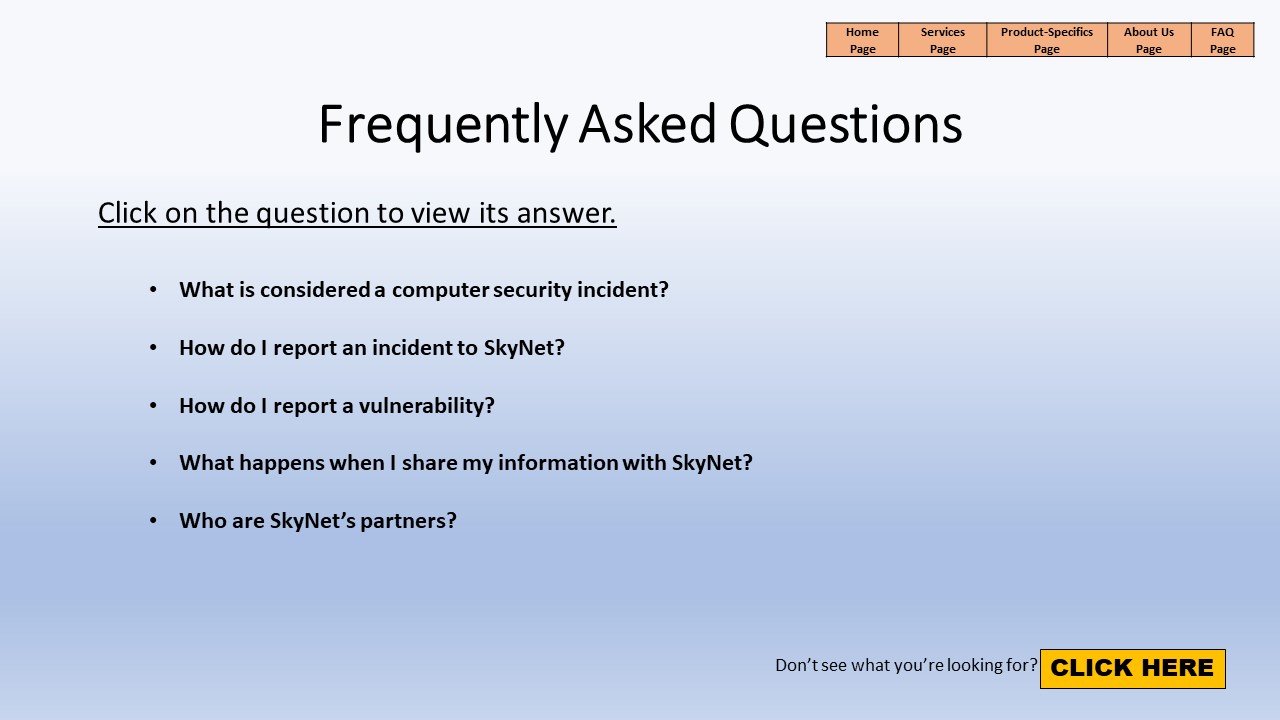 Home Services Product-Specifics About Us FAQ
Page Page Page Page Page
Frequently Asked Questions
Click on the question to view its answer.
• What is considered a computer security incident?
• How do I report an incident to SkyNet?
• How do I report a vulnerability?
• What happens when I share my information with SkyNet?
• Who are SkyNet’s partners?
Don’t see what you’re looking for? CLICK HERE